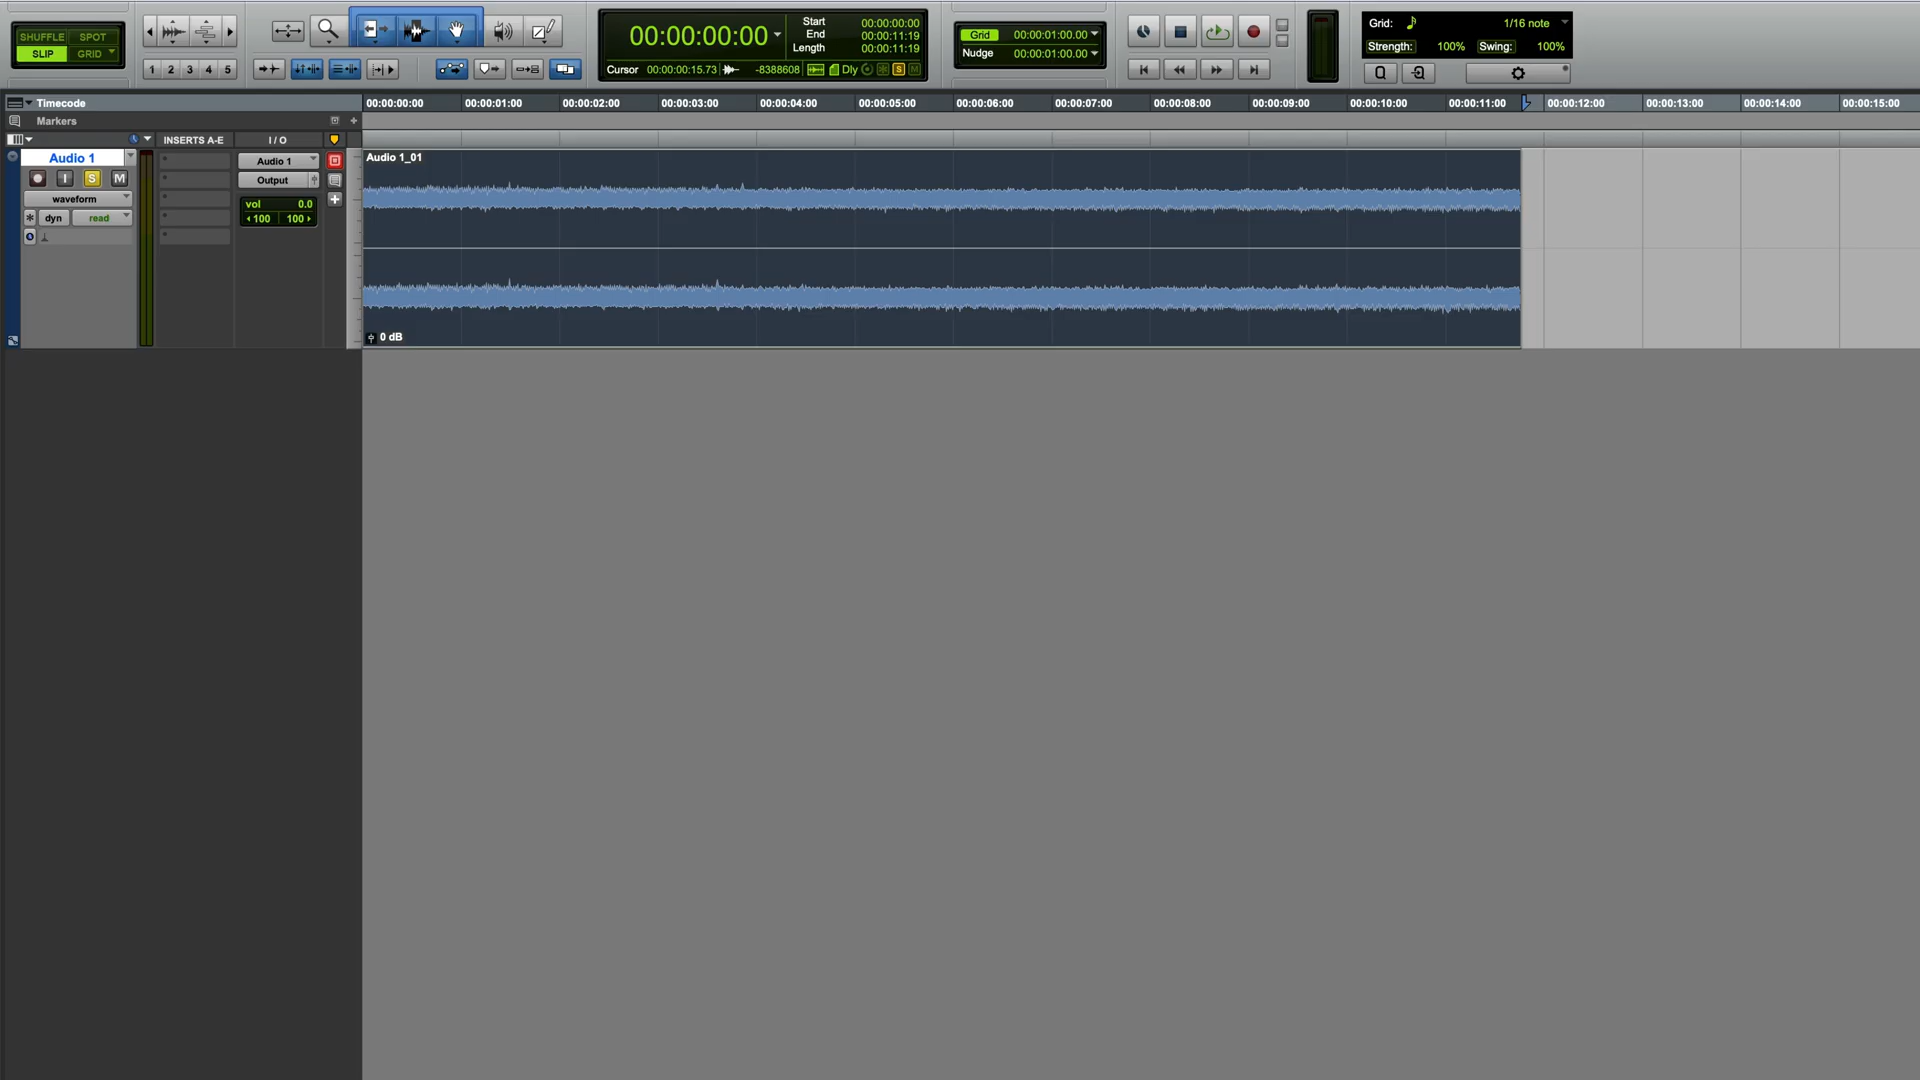 SHUFFLE SPOT
SLIP GRID
1 2 3 4 5
00:00:00:00
Start 00:00:00:00
End 00:00:11:19
Length 00:00:11:19
Cursor 00:00:00:15.73 -8388608 Dly S M
Grid 00:00:01:00.00
Nudge 00:00:01:00.00
Grid: 1/16 note
Strength: 100% Swing: 100%
Q
Timecode
00:00:00:00 00:00:01:00 00:00:02:00 00:00:03:00 00:00:04:00 00:00:05:00 00:00:06:00 00:00:07:00 00:00:08:00 00:00:09:00 00:00:10:00 00:00:11:00 00:00:12:00 00:00:13:00 00:00:14:00 00:00:15:00
Markers
INSERTS A-E I / O
Audio 1
I S M
waveform
dyn read
Audio 1
Output
vol 0.0
100 100
Audio 1_01
0 dB